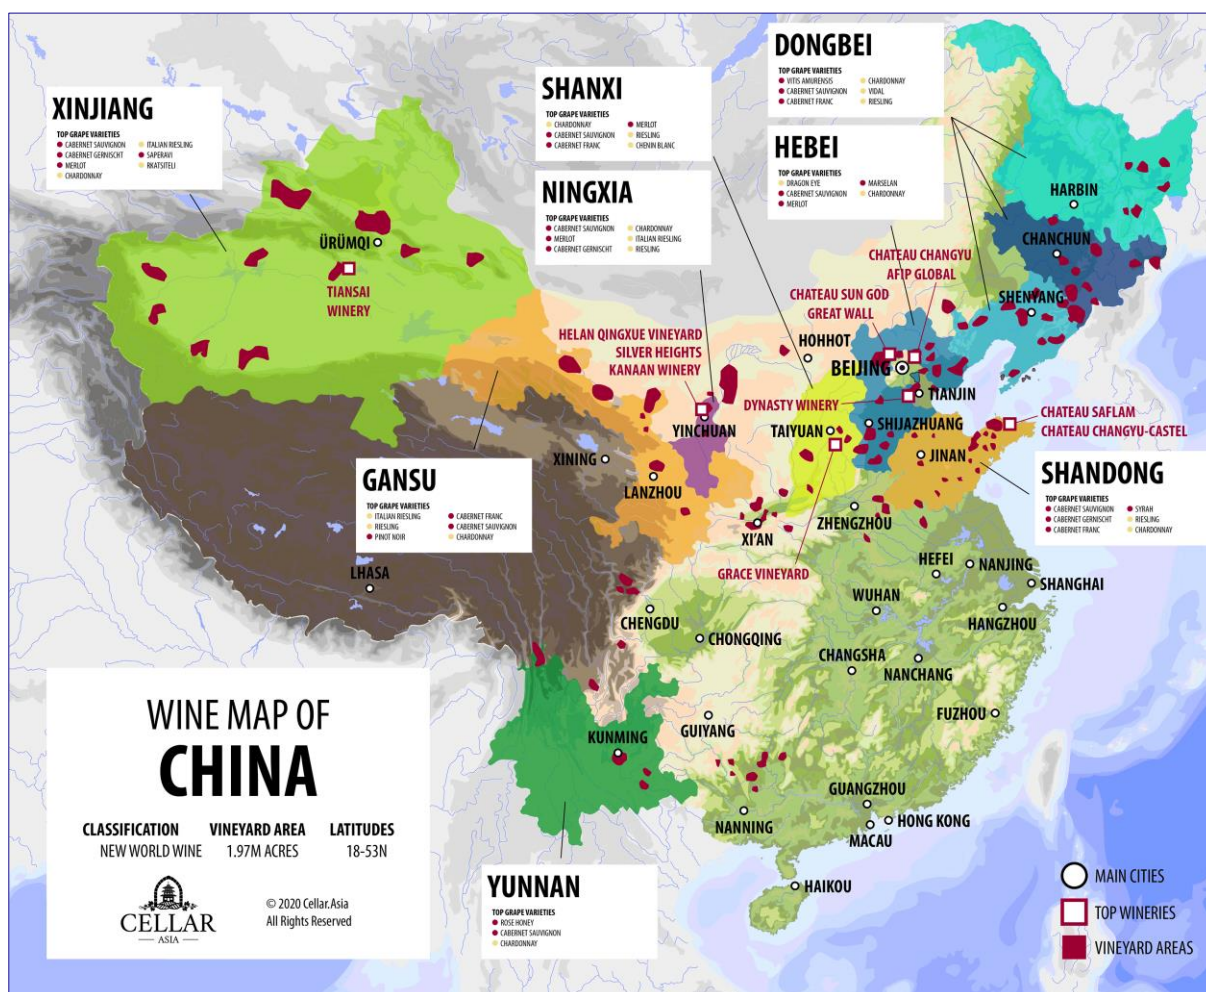 DONGBEI
TOP GRAPE VARIETIES
VITIS AMURENSIS
CABERNET SAUVIGNON
CABERNET FRANC
CHARDONNAY
VIDAL
RIESLING
SHANXI
TOP GRAPE VARIETIES
CHARDONNAY
CABERNET SAUVIGNON
CABERNET FRANC
MERLOT
RIESLING
CHENIN BLANC
XINJIANG
TOP GRAPE VARIETIES
CABERNET SAUVIGNON
CABERNET GERNISCHT
MERLOT
CHARDONNAY
ITALIAN RIESLING
SAPERAVI
RKATSITELI
HEBEI
TOP GRAPE VARIETIES
DRAGON EYE
CABERNET SAUVIGNON
MERLOT
MARSELAN
CHARDONNAY
NINGXIA
TOP GRAPE VARIETIES
CABERNET SAUVIGNON
MERLOT
CABERNET GERNISCHT
CHARDONNAY
ITALIAN RIESLING
RIESLING
HARBIN
CHANCHUN
ÜRÜMQI
CHATEAU CHANGYU
AFIP GLOBAL
TIANSAI
WINERY
CHATEAU SUN GOD
GREAT WALL
SHENYANG
HELAN QINGXUE VINEYARD
SILVER HEIGHTS
KANAAN WINERY
HOHHOT
BEIJING
TIANJIN
DYNASTY WINERY
YINCHUAN
TAIYUAN
SHIJAZHUANG
CHATEAU SAFLAM
CHATEAU CHANGYU-CASTEL
XINING
JINAN
LANZHOU
GANSU
TOP GRAPE VARIETIES
ITALIAN RIESLING
RIESLING
PINOT NOIR
CABERNET FRANC
CABERNET SAUVIGNON
CHARDONNAY
SHANDONG
TOP GRAPE VARIETIES
CABERNET SAUVIGNON
CABERNET GERNISCHT
CABERNET FRANC
SYRAH
RIESLING
CHARDONNAY
ZHENGZHOU
XI'AN
GRACE VINEYARD
LHASA
HEFEI
NANJING
SHANGHAI
WUHAN
CHENGDU
HANGZHOU
CHONGQING
CHANGSHA
NANCHANG
FUZHOU
GUIYANG
KUNMING
GUANGZHOU
NANNING
HONG KONG
MACAU
HAIKOU
WINE MAP OF
CHINA
CLASSIFICATION
NEW WORLD WINE
VINEYARD AREA
1.97M ACRES
LATITUDES
18-53N
CELLAR
ASIA
© 2020 Cellar.Asia
All Rights Reserved
YUNNAN
TOP GRAPE VARIETIES
ROSE HONEY
CABERNET SAUVIGNON
CHARDONNAY
MAIN CITIES
TOP WINERIES
VINEYARD AREAS